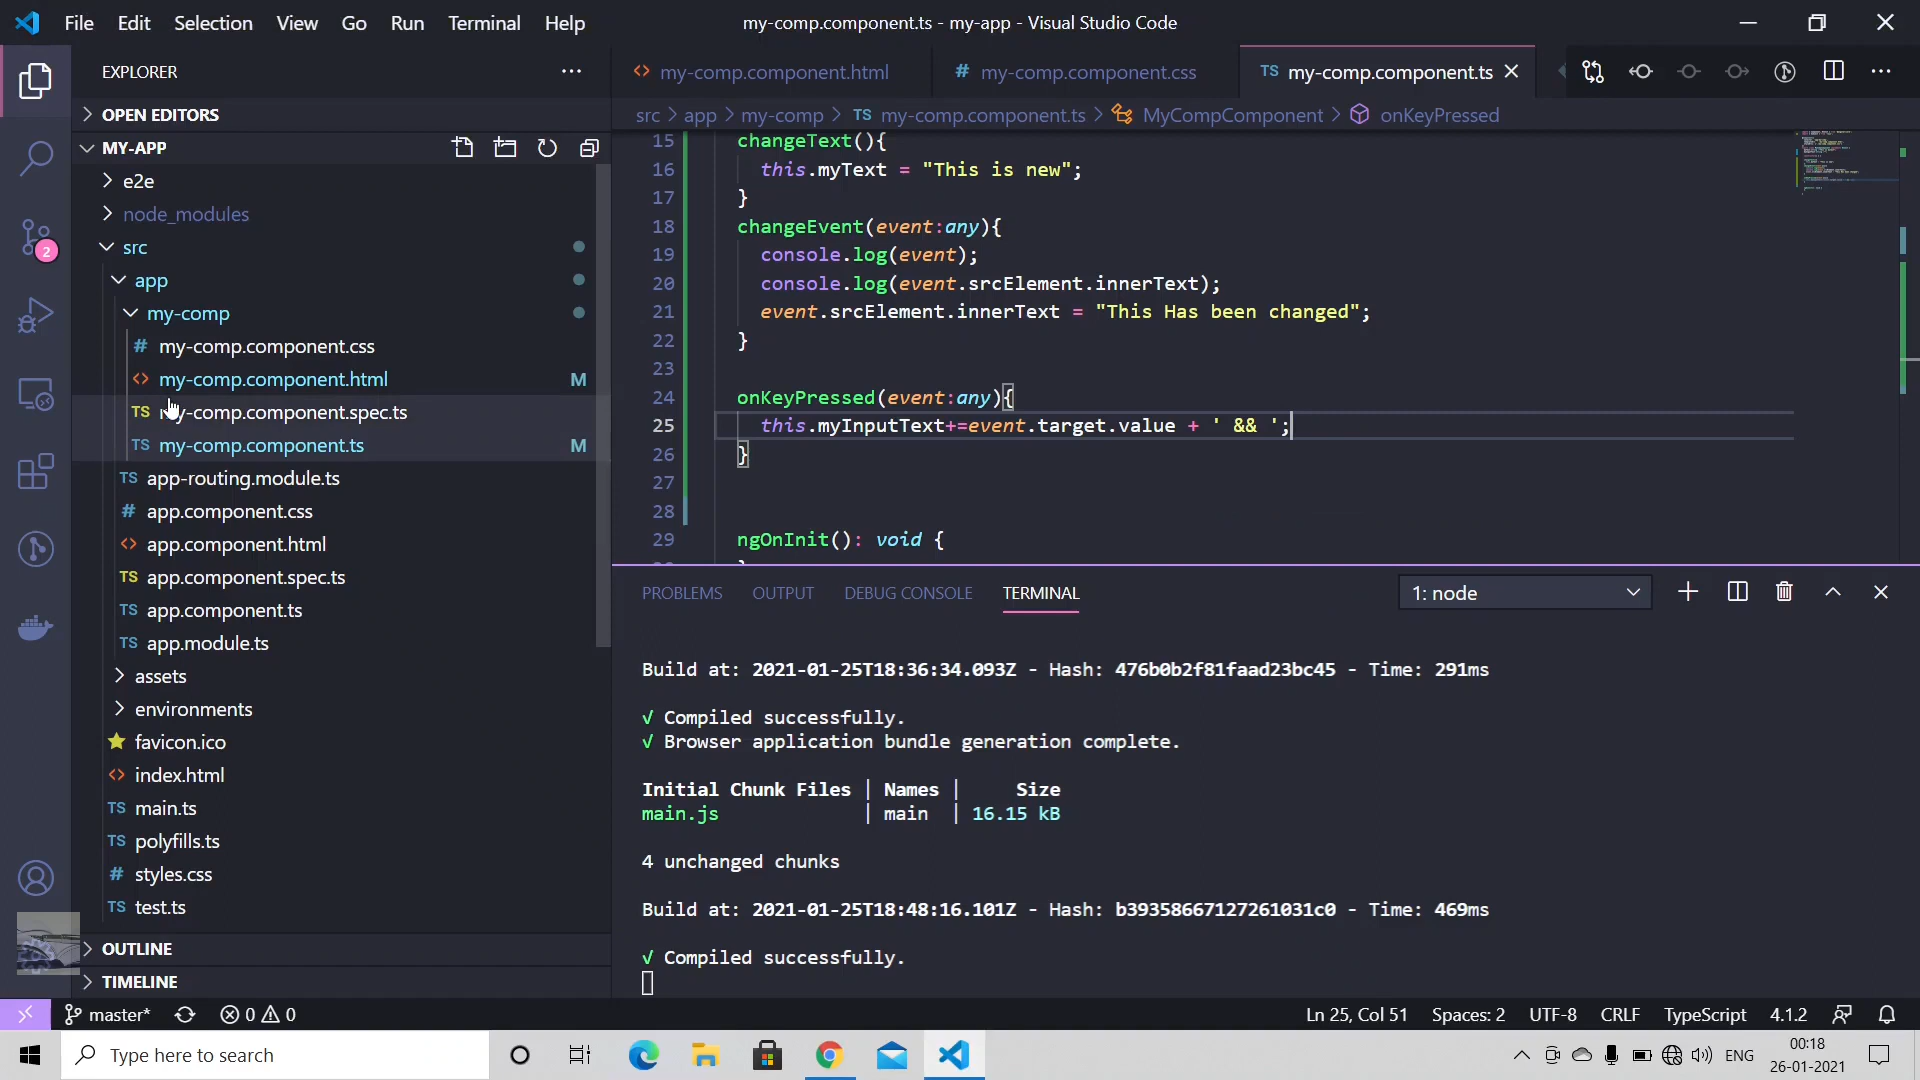 File Edit Selection View Go Run Terminal Help
my-comp.component.ts - my-app - Visual Studio Code
EXPLORER
OPEN EDITORS
MY-APP
e2e
node_modules
src
app
my-comp
# my-comp.component.css
<> my-comp.component.html M
TS my-comp.component.spec.ts
TS my-comp.component.ts M
TS app-routing.module.ts
# app.component.css
<> app.component.html
TS app.component.spec.ts
TS app.component.ts
TS app.module.ts
assets
environments
favicon.ico
<> index.html
TS main.ts
TS polyfills.ts
# styles.css
TS test.ts
OUTLINE
TIMELINE
2
<> my-comp.component.html # my-comp.component.css TS my-comp.component.ts
src > app > my-comp > TS my-comp.component.ts > MyCompComponent > onKeyPressed
15 changeText(){
16 this.myText = "This is new";
17 }
18 changeEvent(event:any){
19 console.log(event);
20 console.log(event.srcElement.innerText);
21 event.srcElement.innerText = "This Has been changed";
22 }
23
24 onKeyPressed(event:any){
25 this.myInputText+=event.target.value + ' && ';
26 }
27
28
29 ngOnInit(): void {
PROBLEMS OUTPUT DEBUG CONSOLE TERMINAL
1: node
Build at: 2021-01-25T18:36:34.093Z - Hash: 476b0b2f81faad23bc45 - Time: 291ms
√ Compiled successfully.
√ Browser application bundle generation complete.
Initial Chunk Files | Names | Size
main.js | main | 16.15 kB
4 unchanged chunks
Build at: 2021-01-25T18:48:16.101Z - Hash: b39358667127261031c0 - Time: 469ms
√ Compiled successfully.
master* 0 0
Ln 25, Col 51 Spaces: 2 UTF-8 CRLF TypeScript 4.1.2
Type here to search
ENG
00:18
26-01-2021